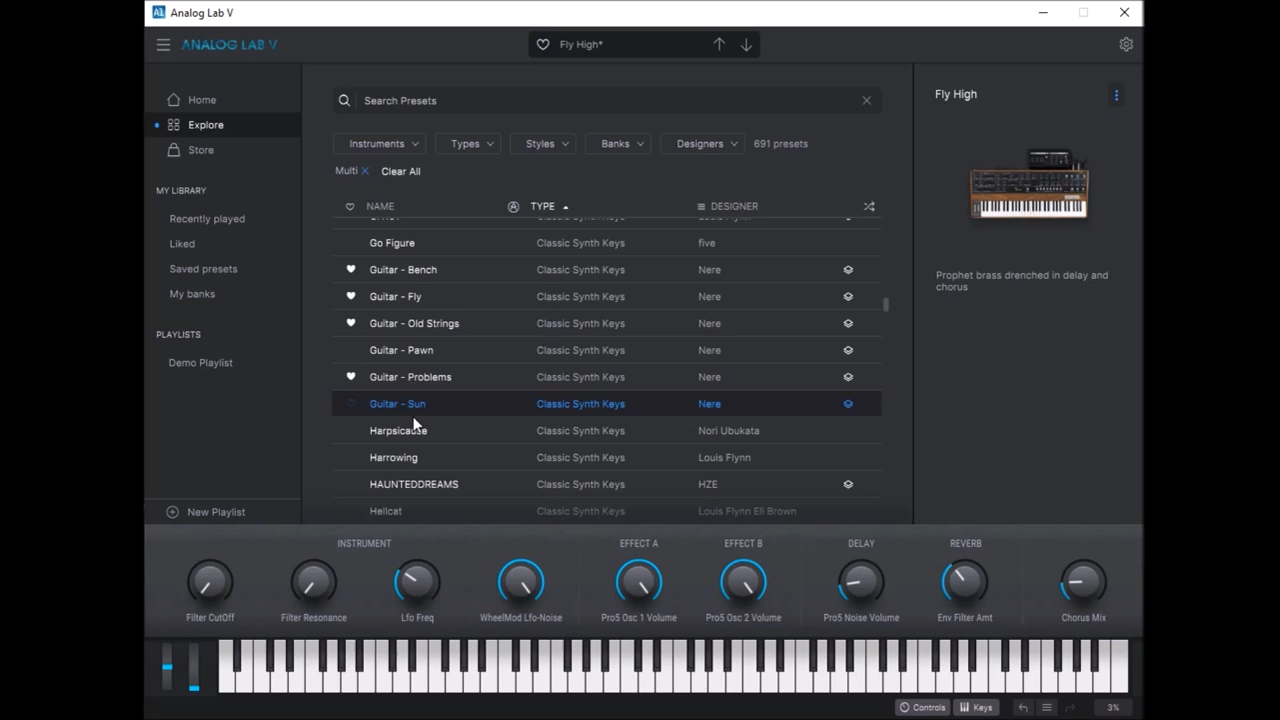 Analog Lab V
ANALOG LAB V
Fly High*
Home
Explore
Store
MY LIBRARY
Recently played
Liked
Saved presets
My banks
PLAYLISTS
Demo Playlist
New Playlist
Search Presets
Instruments Types Styles Banks Designers 691 presets
Multi Clear All
NAME TYPE DESIGNER
Go Figure Classic Synth Keys five
Guitar - Bench Classic Synth Keys Nere
Guitar - Fly Classic Synth Keys Nere
Guitar - Old Strings Classic Synth Keys Nere
Guitar - Pawn Classic Synth Keys Nere
Guitar - Problems Classic Synth Keys Nere
Guitar - Sun Classic Synth Keys Nere
Harpsicause Classic Synth Keys Nori Ubukata
Harrowing Classic Synth Keys Louis Flynn
HAUNTEDDREAMS Classic Synth Keys HZE
Hellcat Classic Synth Keys Louis Flynn Eli Brown
Fly High
Prophet brass drenched in delay and
chorus
INSTRUMENT EFFECT A EFFECT B DELAY REVERB
Filter CutOff Filter Resonance Lfo Freq WheelMod Lfo-Noise Pro5 Osc 1 Volume Pro5 Osc 2 Volume Pro5 Noise Volume Env Filter Amt Chorus Mix
Controls Keys 3%